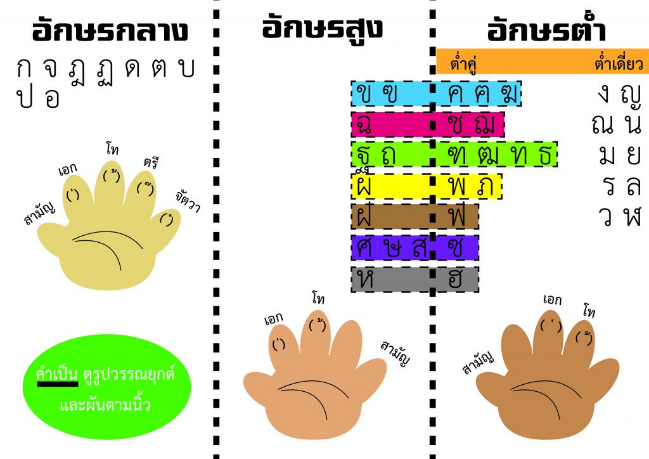 อักษรกลาง
ก จ ฎ ฏ ด ต บ
ป อ
สามัญ
เอก
โท
ตรี
จัตวา
คำเป็น ดูรูปวรรณยุกต์
และผันตามนิ้ว
อักษรสูง
อักษรต่ำ
ต่ำคู่ ต่ำเดี่ยว
ข ฃ ค ฅ ฆ
ฉ ช ฌ
ฐ ถ ฑ ฒ ท ธ
ผ พ ภ
ฝ ฟ
ศ ษ ส ซ
ห ฮ
ง ญ
ณ น
ม ย
ร ล
ว ฬ
เอก
โท
สามัญ
สามัญ
เอก
โท